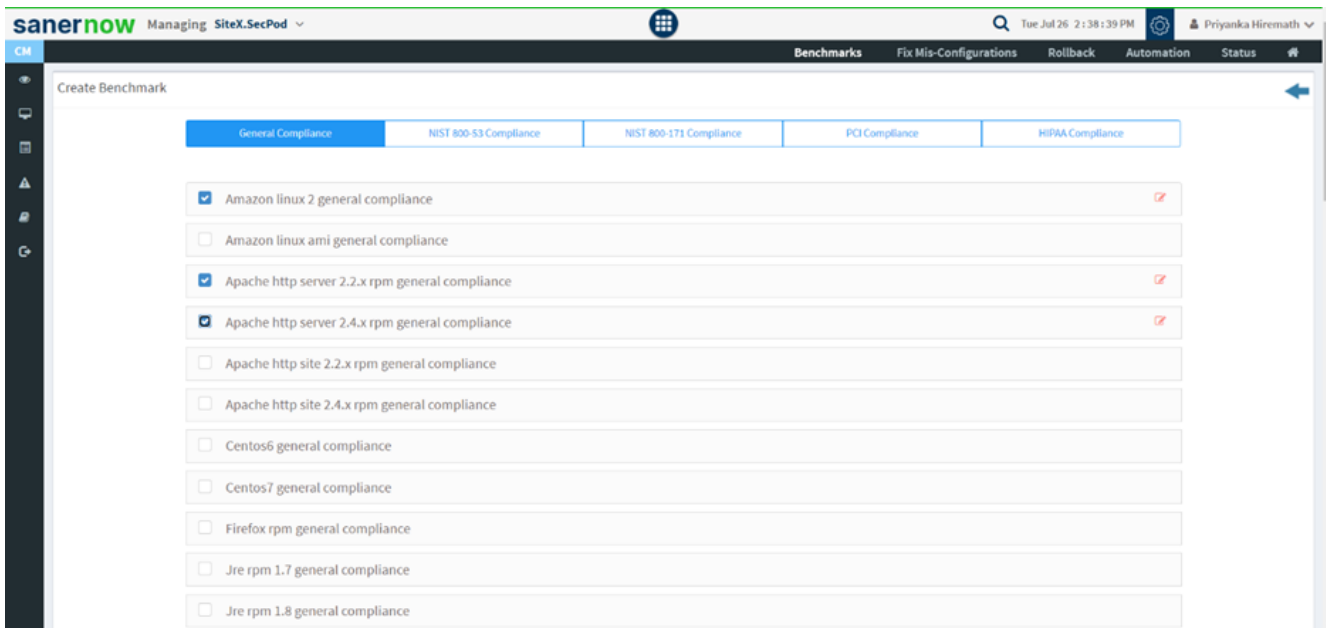 sanernow Managing SiteX.SecPod Tue Jul 26 2:38:39 PM Priyanka Hiremath
CM Benchmarks Fix Mis-Configurations Rollback Automation Status
Create Benchmark
General Compliance NIST 800-53 Compliance NIST 800-171 Compliance PCI Compliance HIPAA Compliance
Amazon linux 2 general compliance
Amazon linux ami general compliance
Apache http server 2.2.x rpm general compliance
Apache http server 2.4.x rpm general compliance
Apache http site 2.2.x rpm general compliance
Apache http site 2.4.x rpm general compliance
Centos6 general compliance
Centos7 general compliance
Firefox rpm general compliance
Jre rpm 1.7 general compliance
Jre rpm 1.8 general compliance